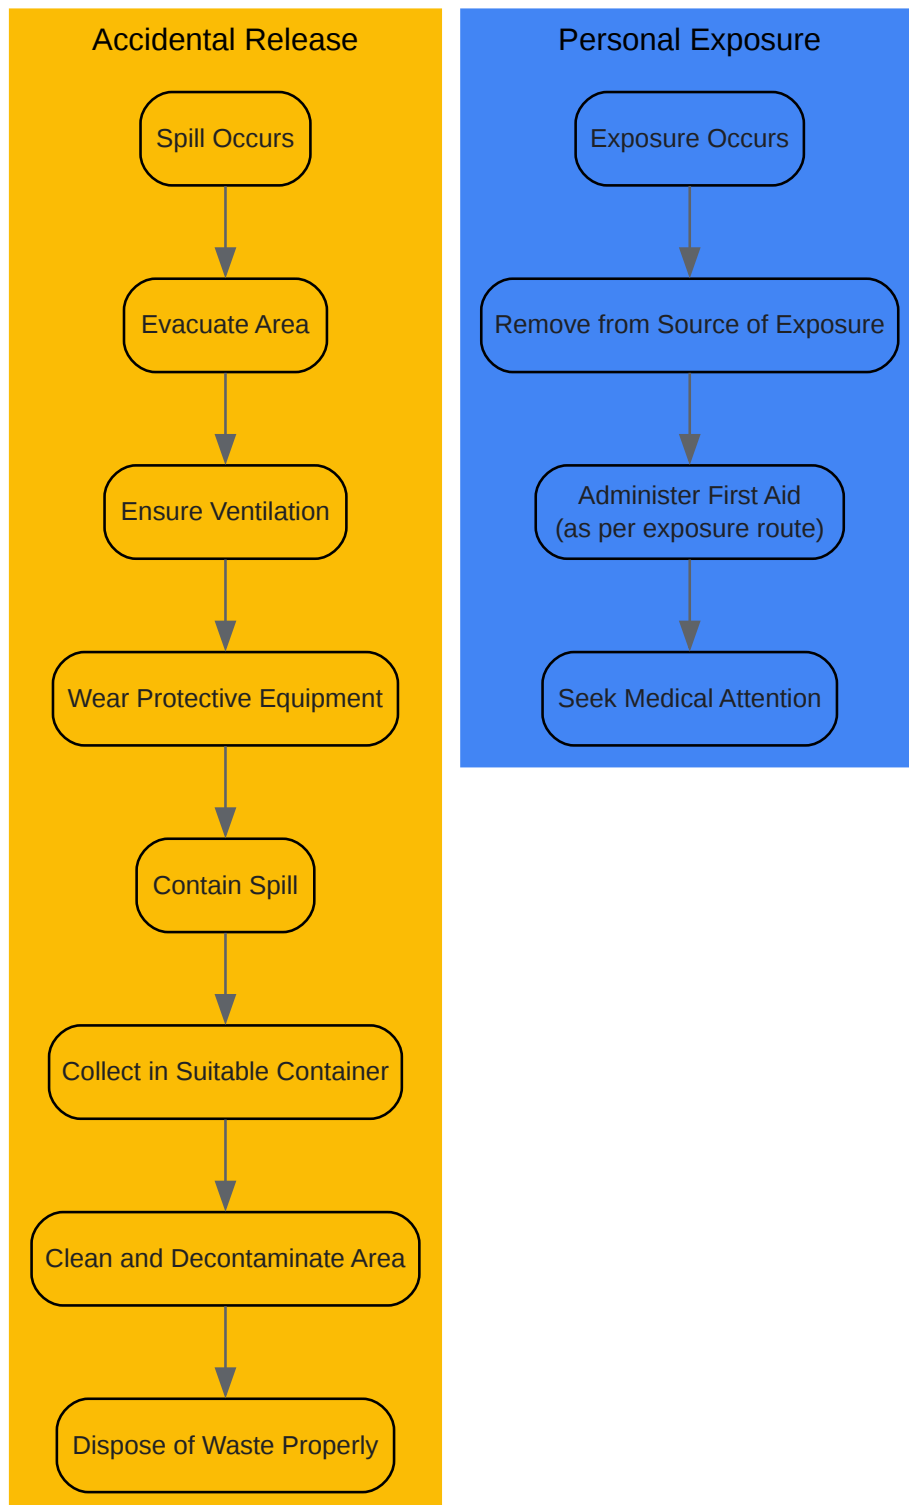 Accidental Release
Spill Occurs
Evacuate Area
Ensure Ventilation
Wear Protective Equipment
Contain Spill
Collect in Suitable Container
Clean and Decontaminate Area
Dispose of Waste Properly
Personal Exposure
Exposure Occurs
Remove from Source of Exposure
Administer First Aid
(as per exposure route)
Seek Medical Attention